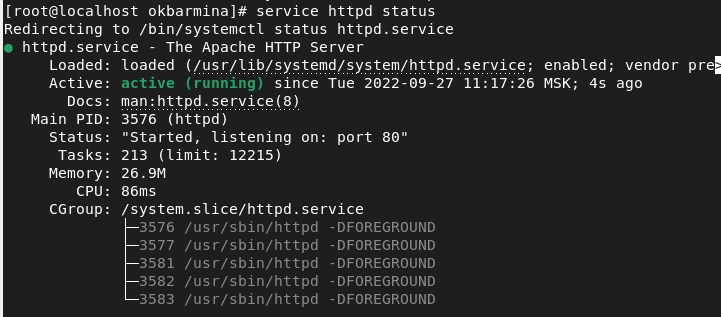 [root@localhost okbarmina]# service httpd status
Redirecting to /bin/systemctl status httpd.service
● httpd.service - The Apache HTTP Server
     Loaded: loaded (/usr/lib/systemd/system/httpd.service; enabled; vendor pre>
     Active: active (running) since Tue 2022-09-27 11:17:26 MSK; 4s ago
       Docs: man:httpd.service(8)
   Main PID: 3576 (httpd)
     Status: "Started, listening on: port 80"
      Tasks: 213 (limit: 12215)
     Memory: 26.9M
        CPU: 86ms
     CGroup: /system.slice/httpd.service
             ├─3576 /usr/sbin/httpd -DFOREGROUND
             ├─3577 /usr/sbin/httpd -DFOREGROUND
             ├─3581 /usr/sbin/httpd -DFOREGROUND
             ├─3582 /usr/sbin/httpd -DFOREGROUND
             └─3583 /usr/sbin/httpd -DFOREGROUND